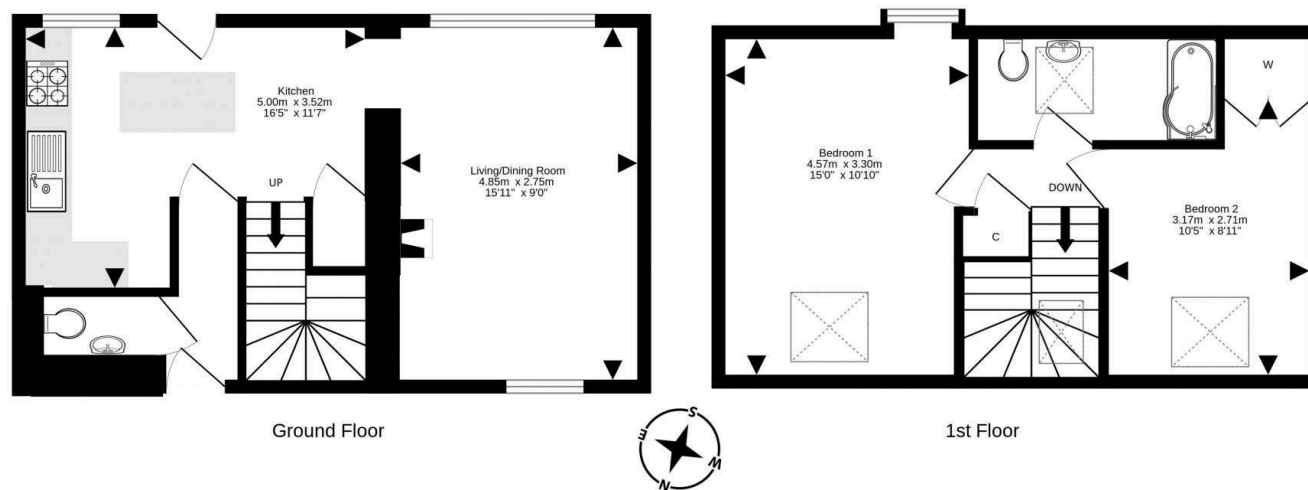 Kitchen
5.00m x 3.52m
16'5" x 11'7"
UP
Living/Dining Room
4.85m x 2.75m
15'11" x 9'0"
Ground Floor
Bedroom 1
4.57m x 3.30m
15'0" x 10'10"
W
DOWN
C
Bedroom 2
3.17m x 2.71m
10'5" x 8'11"
1st Floor
S
E
W
N